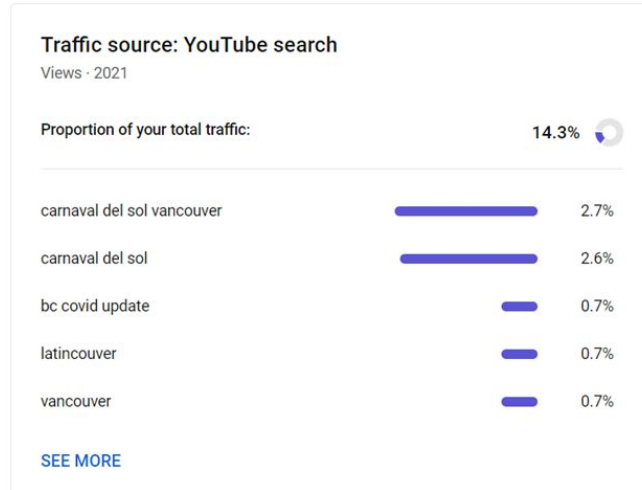 Traffic source: YouTube search
Views · 2021
Proportion of your total traffic: 14.3%
carnaval del sol vancouver 2.7%
carnaval del sol 2.6%
bc covid update 0.7%
latincouver 0.7%
vancouver 0.7%
SEE MORE